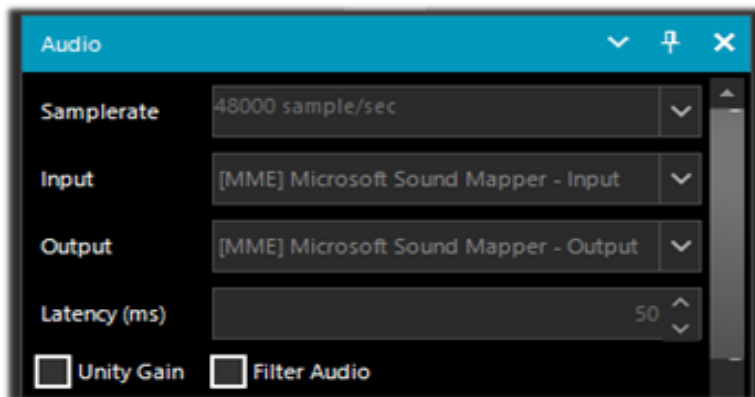 Audio
Samplerate 48000 sample/sec
Input [MME] Microsoft Sound Mapper - Input
Output [MME] Microsoft Sound Mapper - Output
Latency (ms) 50
Unity Gain Filter Audio